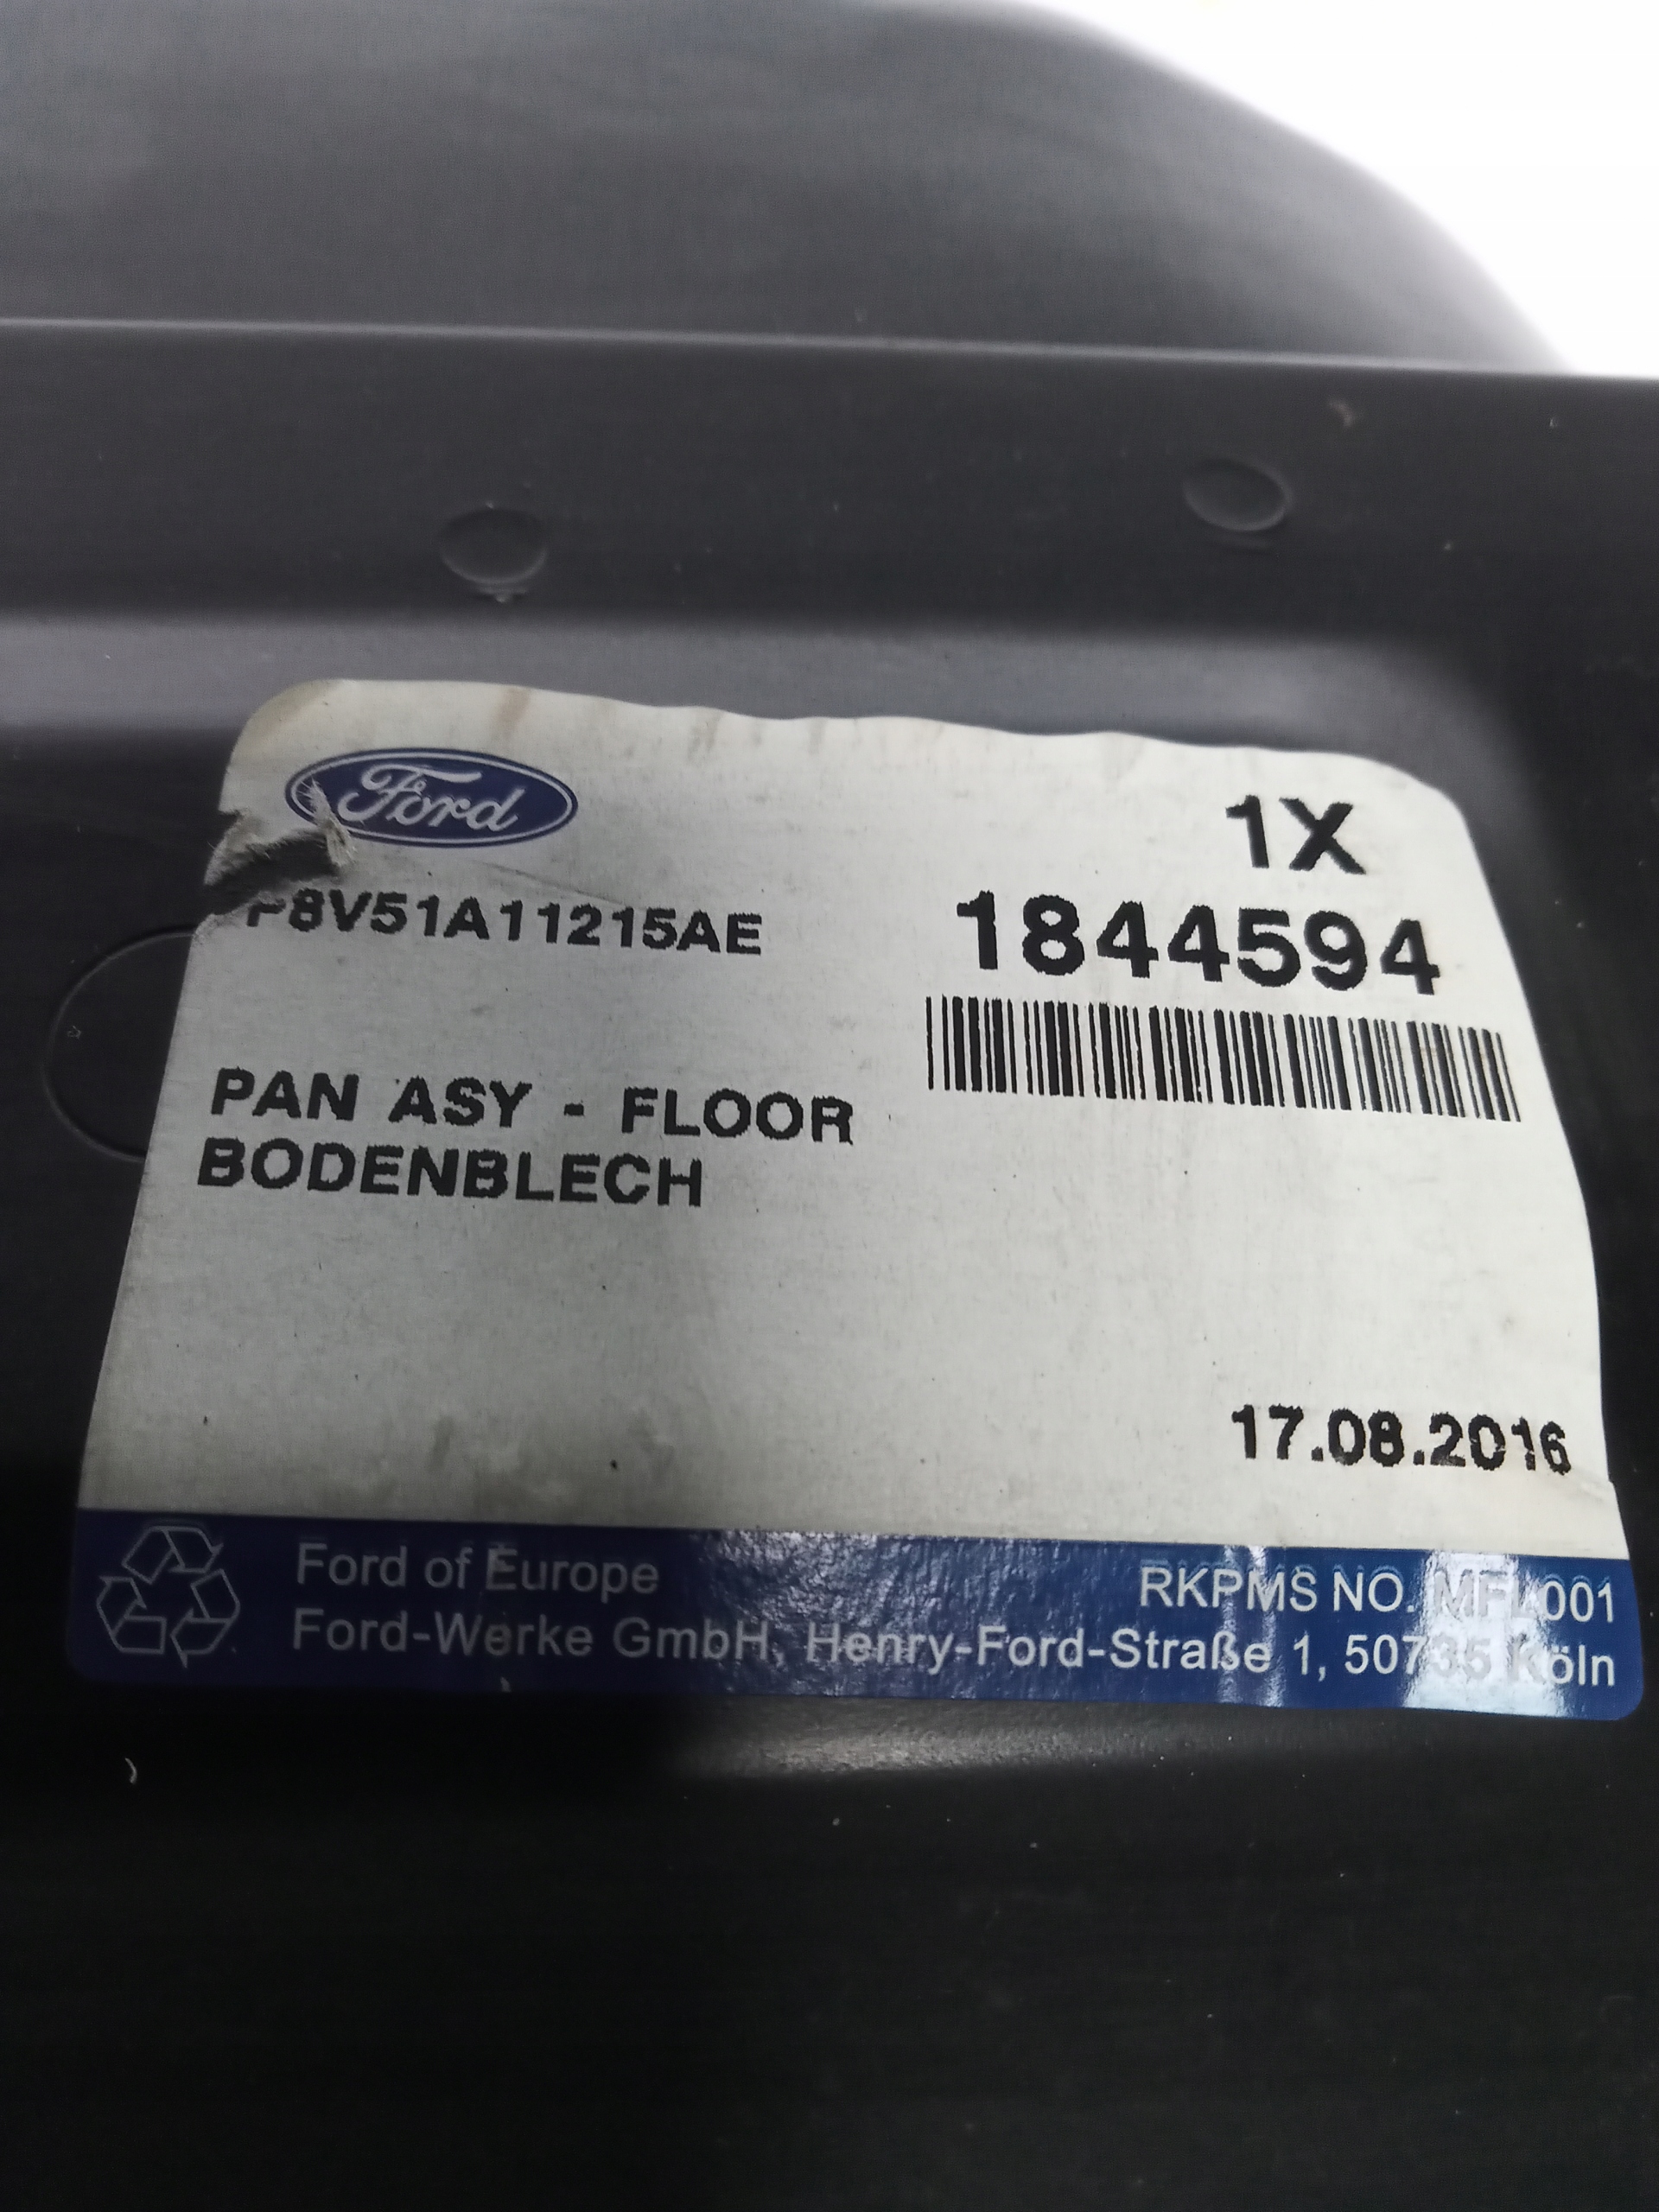 Ford
1X
P8V51A11215AE
1844594
PAN ASY - FLOOR
BODENBLECH
17.08.2016
Ford of Europe
RKPMS NO. MFL001
Ford-Werke GmbH, Henry-Ford-Straße 1, 50735 Köln